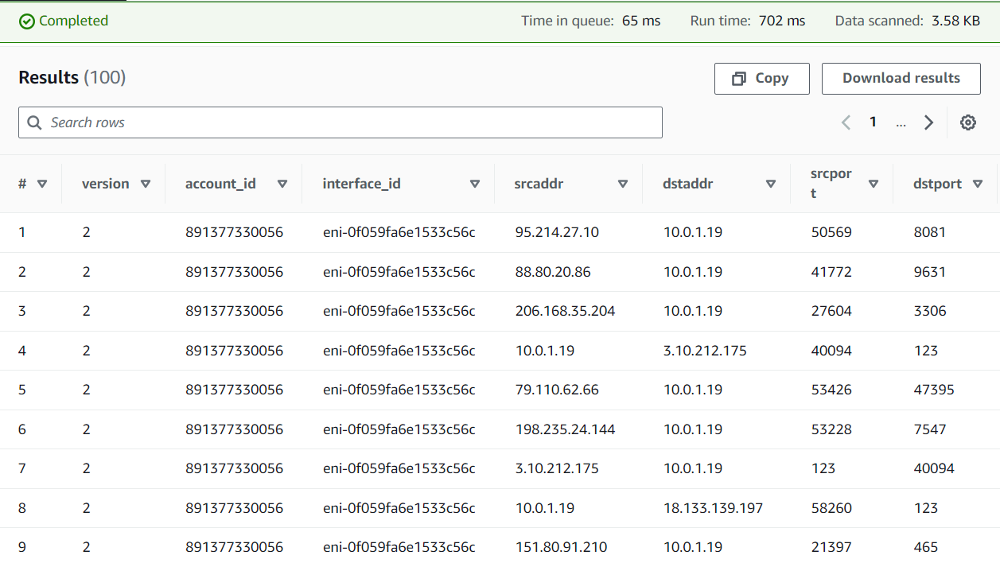 Completed Time in queue: 65 ms Run time: 702 ms Data scanned: 3.58 KB
Results (100) Copy Download results
Search rows 1 ...
# version account_id interface_id srcaddr dstaddr srcpor dstport
t
1 2 891377330056 eni-0f059fa6e1533c56c 95.214.27.10 10.0.1.19 50569 8081
2 2 891377330056 eni-0f059fa6e1533c56c 88.80.20.86 10.0.1.19 41772 9631
3 2 891377330056 eni-0f059fa6e1533c56c 206.168.35.204 10.0.1.19 27604 3306
4 2 891377330056 eni-0f059fa6e1533c56c 10.0.1.19 3.10.212.175 40094 123
5 2 891377330056 eni-0f059fa6e1533c56c 79.110.62.66 10.0.1.19 53426 47395
6 2 891377330056 eni-0f059fa6e1533c56c 198.235.24.144 10.0.1.19 53228 7547
7 2 891377330056 eni-0f059fa6e1533c56c 3.10.212.175 10.0.1.19 123 40094
8 2 891377330056 eni-0f059fa6e1533c56c 10.0.1.19 18.133.139.197 58260 123
9 2 891377330056 eni-0f059fa6e1533c56c 151.80.91.210 10.0.1.19 21397 465